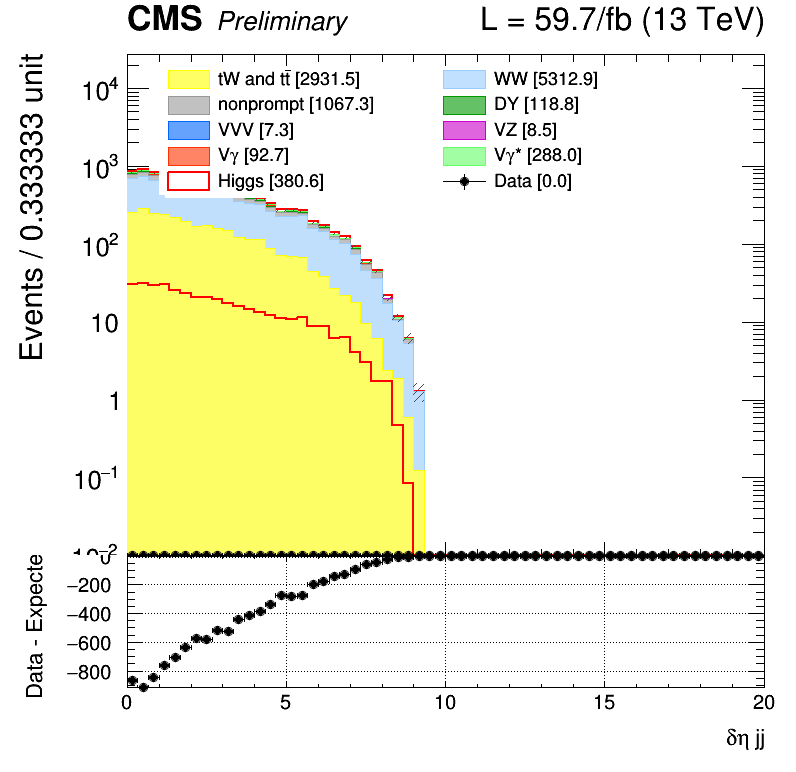 CMS Preliminary L = 59.7/fb (13 TeV)
Events / 0.333333 unit
tW and tt̄ [2931.5] WW [5312.9]
nonprompt [1067.3] DY [118.8]
VVV [7.3] VZ [8.5]
Vγ [92.7] Vγ* [288.0]
Higgs [380.6] Data [0.0]
10⁴
10³
10²
10
1
10⁻¹
10⁻²
Data - Expecte
0
−200
−400
−600
−800
0 5 10 15 20
δη jj